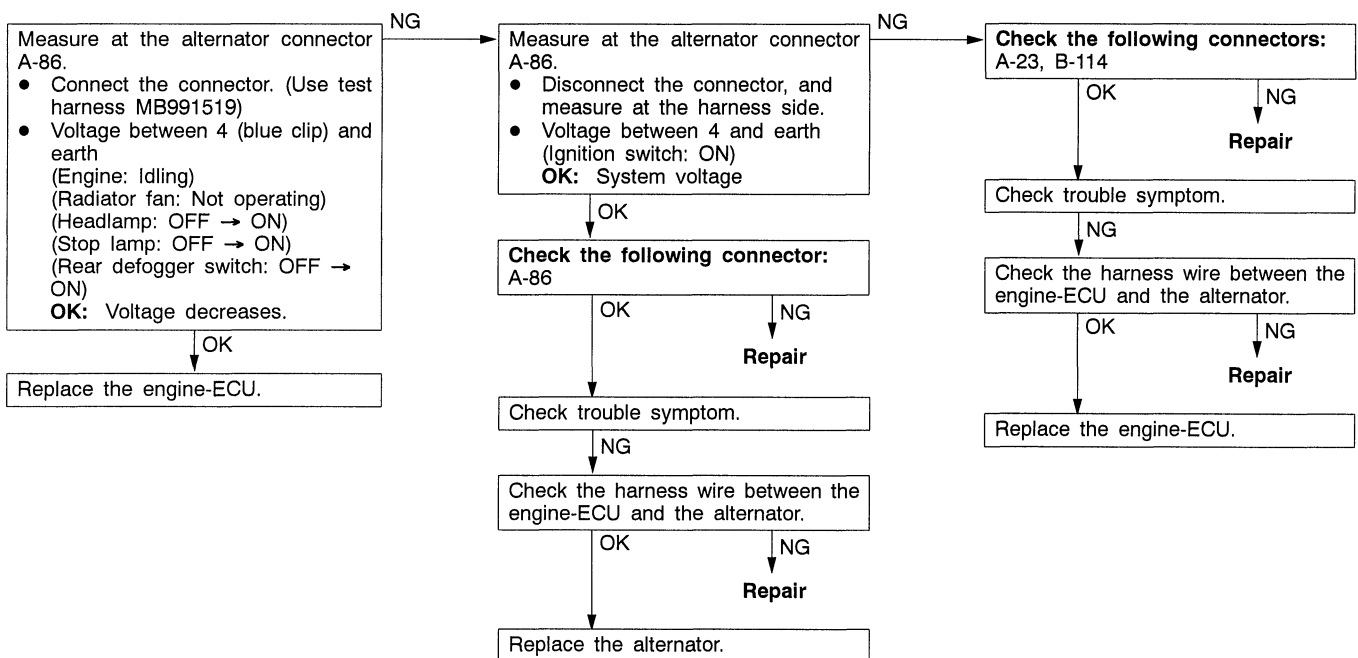 Measure at the alternator connector
A-86.
● Connect the connector. (Use test
harness MB991519)
● Voltage between 4 (blue clip) and
earth
(Engine: Idling)
(Radiator fan: Not operating)
(Headlamp: OFF → ON)
(Stop lamp: OFF → ON)
(Rear defogger switch: OFF →
ON)
OK: Voltage decreases.
OK
Replace the engine-ECU.
NG
Measure at the alternator connector
A-86.
● Disconnect the connector, and
measure at the harness side.
● Voltage between 4 and earth
(Ignition switch: ON)
OK: System voltage
OK
Check the following connector:
A-86
OK
NG
Repair
Check trouble symptom.
NG
Check the harness wire between the
engine-ECU and the alternator.
OK
NG
Repair
Replace the alternator.
NG
Check the following connectors:
A-23, B-114
OK
NG
Repair
Check trouble symptom.
NG
Check the harness wire between the
engine-ECU and the alternator.
OK
NG
Repair
Replace the engine-ECU.